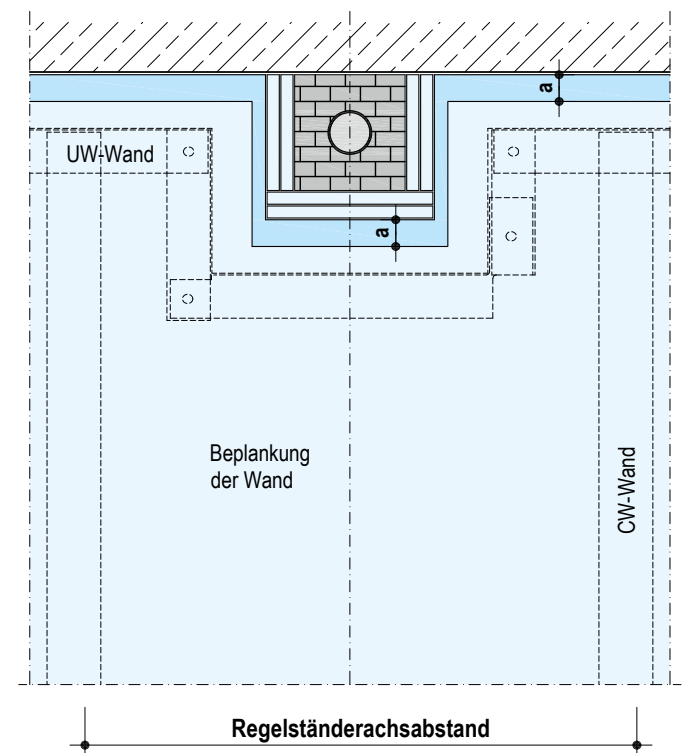 a
UW-Wand
a
Beplankung
der Wand
CW-Wand
Regelständerachsabstand